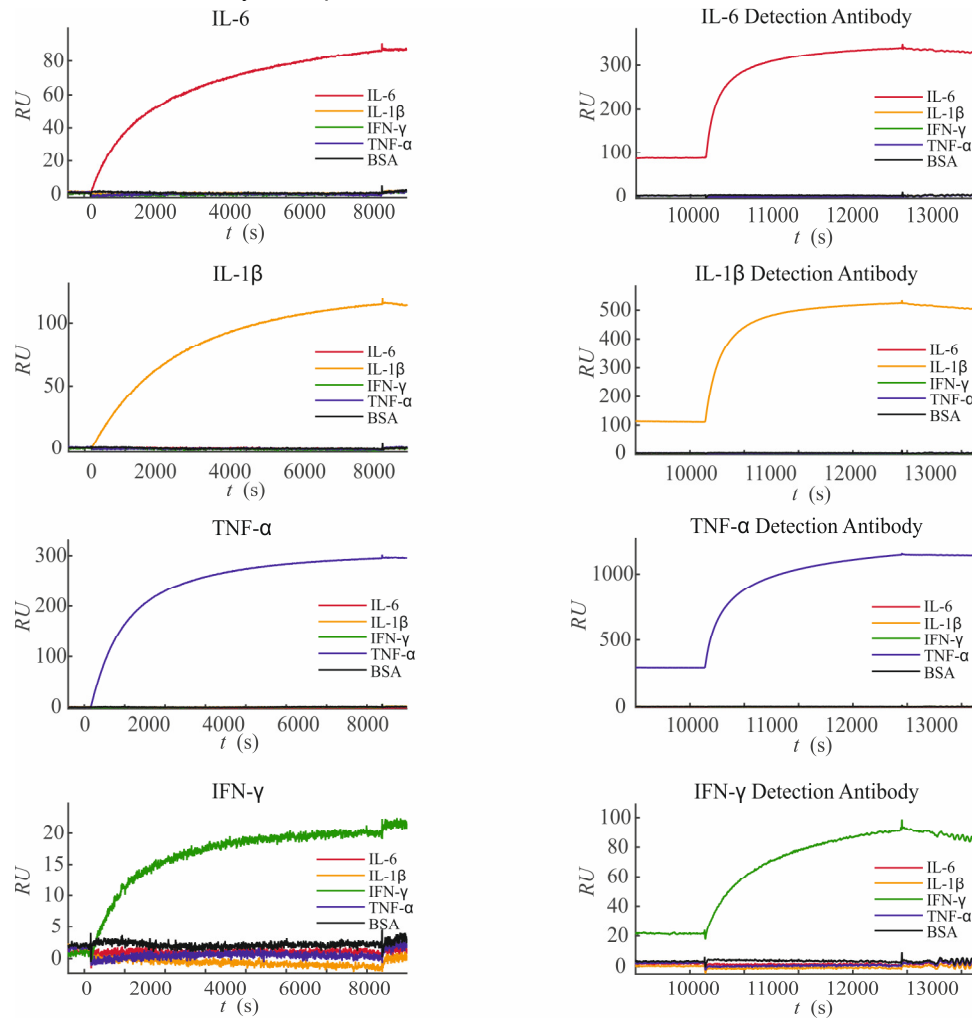 IL-6
RU
80
60
40
20
0
IL-6
IL-1β
IFN-γ
TNF-α
BSA
0 2000 4000 6000 8000
t (s)
IL-6 Detection Antibody
RU
300
200
100
0
IL-6
IL-1β
IFN-γ
TNF-α
BSA
10000 11000 12000 13000
t (s)
IL-1β
RU
100
50
0
IL-6
IL-1β
IFN-γ
TNF-α
BSA
0 2000 4000 6000 8000
t (s)
IL-1β Detection Antibody
RU
500
400
300
200
100
0
IL-6
IL-1β
IFN-γ
TNF-α
BSA
10000 11000 12000 13000
t (s)
TNF-α
RU
300
200
100
0
IL-6
IL-1β
IFN-γ
TNF-α
BSA
0 2000 4000 6000 8000
t (s)
TNF-α Detection Antibody
RU
1000
500
0
IL-6
IL-1β
IFN-γ
TNF-α
BSA
10000 11000 12000 13000
t (s)
IFN-γ
RU
20
15
10
5
0
IL-6
IL-1β
IFN-γ
TNF-α
BSA
0 2000 4000 6000 8000
t (s)
IFN-γ Detection Antibody
RU
100
80
60
40
20
0
IL-6
IL-1β
IFN-γ
TNF-α
BSA
10000 11000 12000 13000
t (s)